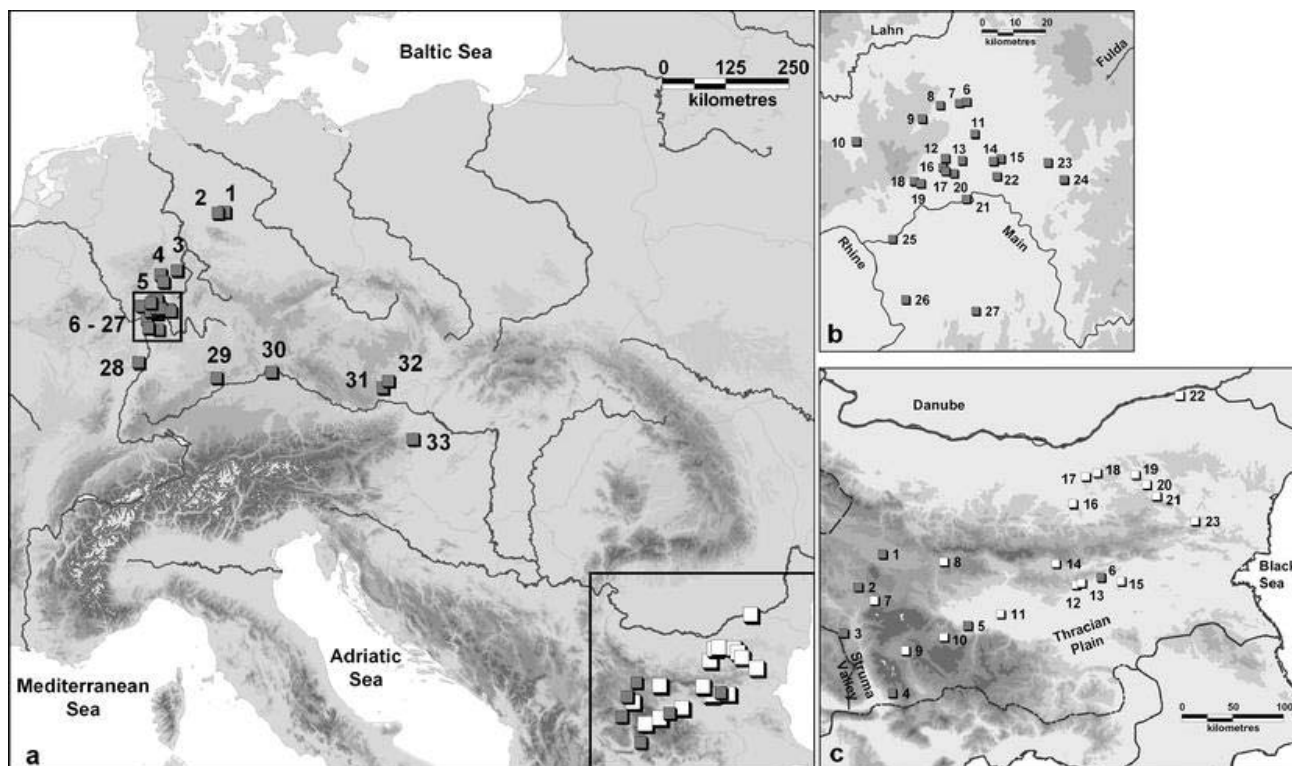 Baltic Sea
0 125 250
kilometres
2 1
3
4
5
6 - 27
28
29
30
31
32
33
Adriatic
Sea
Mediterranean
Sea
a
0 10 20
kilometres
Lahn
Fulda
8 7 6
9
11
10
12 13 14 15
16
23
18
17 20 22
24
19
21
Main
Rhine
25
26
27
b
22
Danube
17 18 19
20
21
16
23
1
8
14
Black
Sea
2
6
7
12 13 15
11
5
Thracian
Plain
3
10
9
Struma
Valley
4
0 50 100
kilometres
c